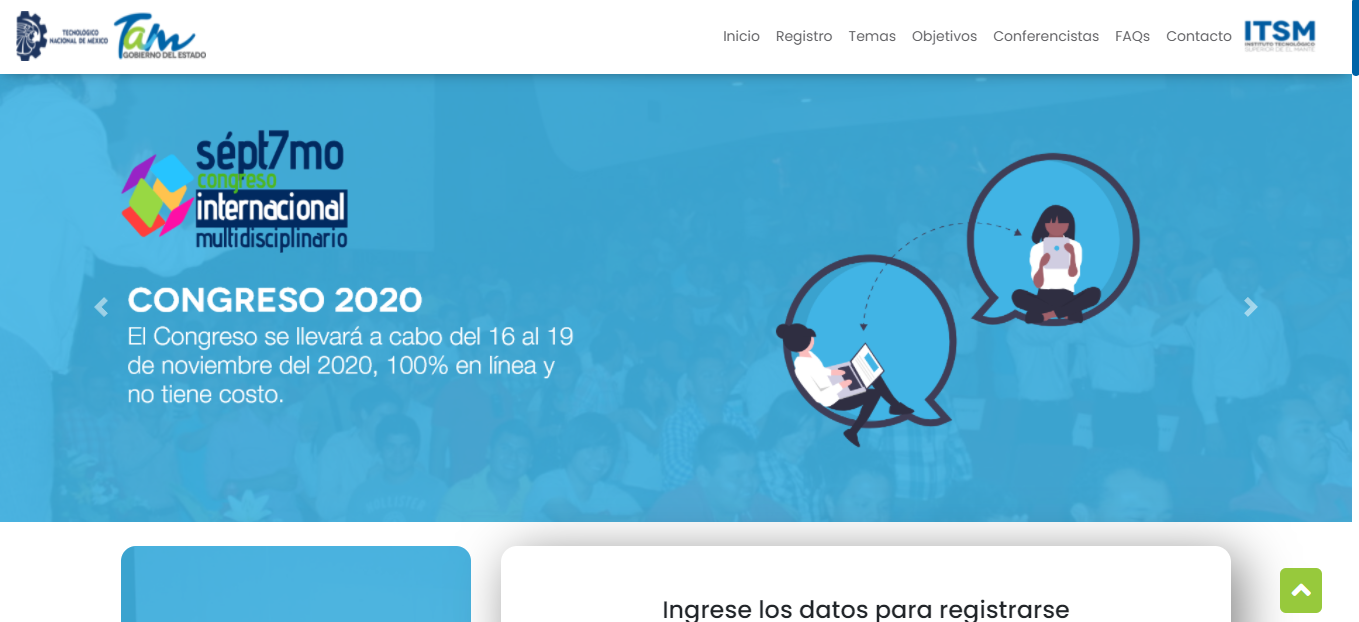 TECNOLÓGICO
NACIONAL DE MÉXICO
Tam
GOBIERNO DEL ESTADO
Inicio
Registro
Temas
Objetivos
Conferencistas
FAQs
Contacto
ITSM
INSTITUTO TECNOLÓGICO
SUPERIOR DE EL MANTE
sépt7mo
congreso
internacional
multidisciplinario
CONGRESO 2020
El Congreso se llevará a cabo del 16 al 19
de noviembre del 2020, 100% en línea y
no tiene costo.
Ingrese los datos para registrarse